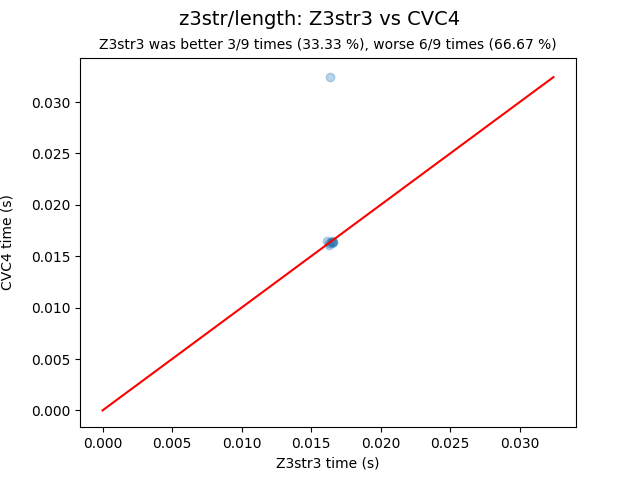 z3str/length: Z3str3 vs CVC4
Z3str3 was better 3/9 times (33.33 %), worse 6/9 times (66.67 %)
CVC4 time (s)
0.030
0.025
0.020
0.015
0.010
0.005
0.000
0.000 0.005 0.010 0.015 0.020 0.025 0.030
Z3str3 time (s)